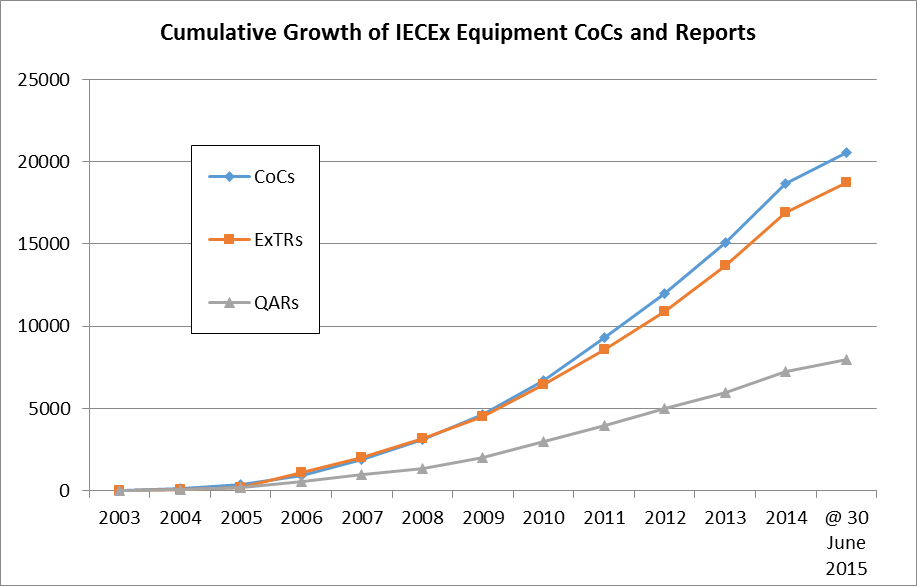 Cumulative Growth of IECEx Equipment CoCs and Reports
25000
20000
15000
10000
5000
0
CoCs
ExTRs
QARs
2003 2004 2005 2006 2007 2008 2009 2010 2011 2012 2013 2014 @ 30
June
2015